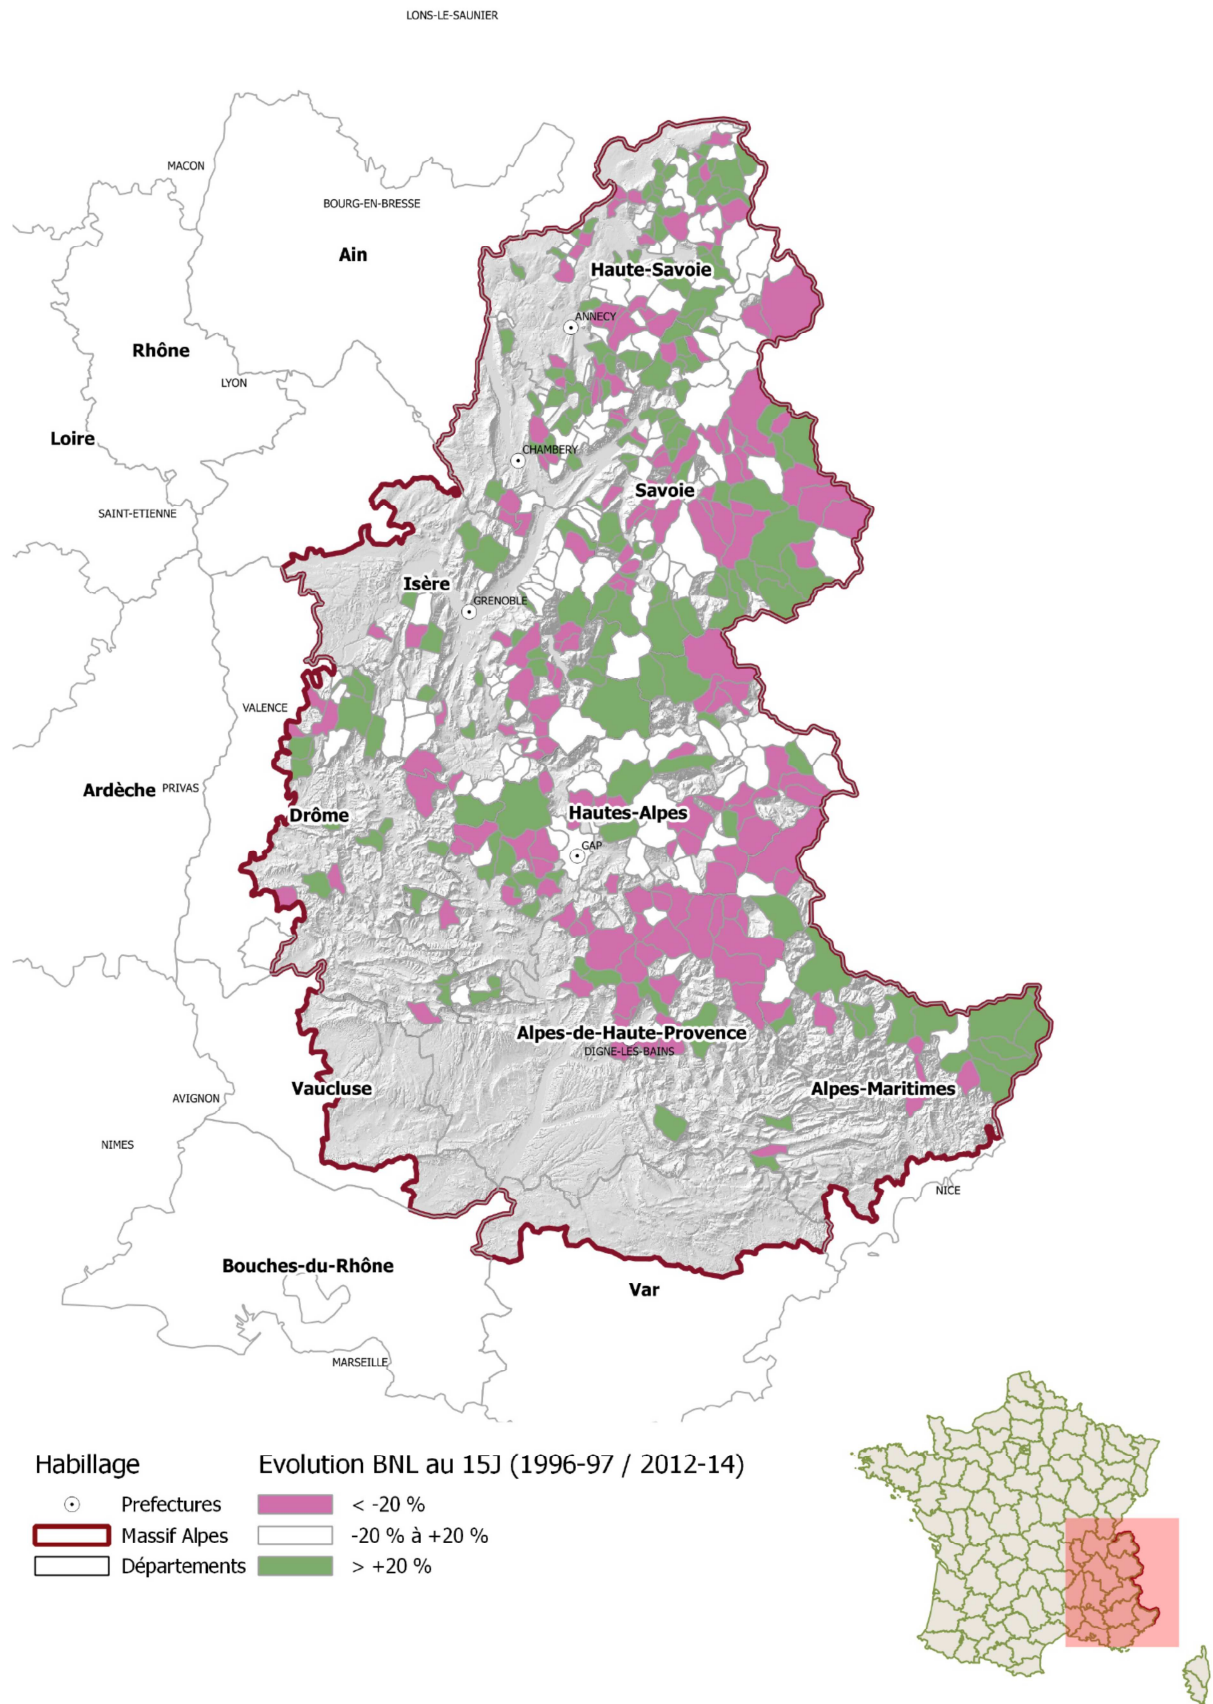 LONS-LE-SAUNIER
MACON
BOURG-EN-BRESSE
Ain
Haute-Savoie
ANNECY
Rhône
LYON
Loire
CHAMBERY
Savoie
SAINT-ETIENNE
Isère
GRENOBLE
VALENCE
Ardèche
PRIVAS
Drôme
Hautes-Alpes
GAP
Alpes-de-Haute-Provence
DIGNE-LES-BAINS
Vaucluse
Alpes-Maritimes
AVIGNON
NIMES
NICE
Bouches-du-Rhône
Var
MARSEILLE
Habillage
Prefectures
Massif Alpes
Départements
Evolution BNL au 15J (1996-97 / 2012-14)
< -20 %
-20 % à +20 %
> +20 %